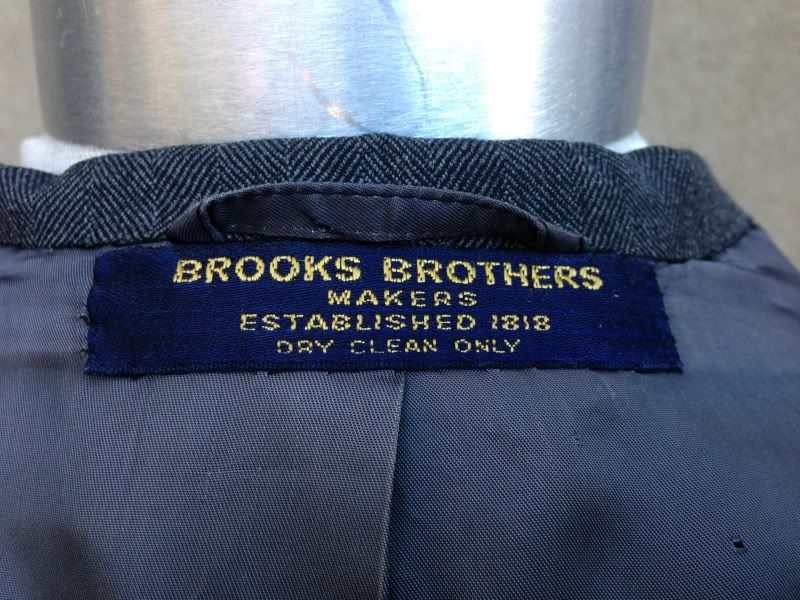 BROOKS BROTHERS
MAKERS
ESTABLISHED 1818
DRY CLEAN ONLY